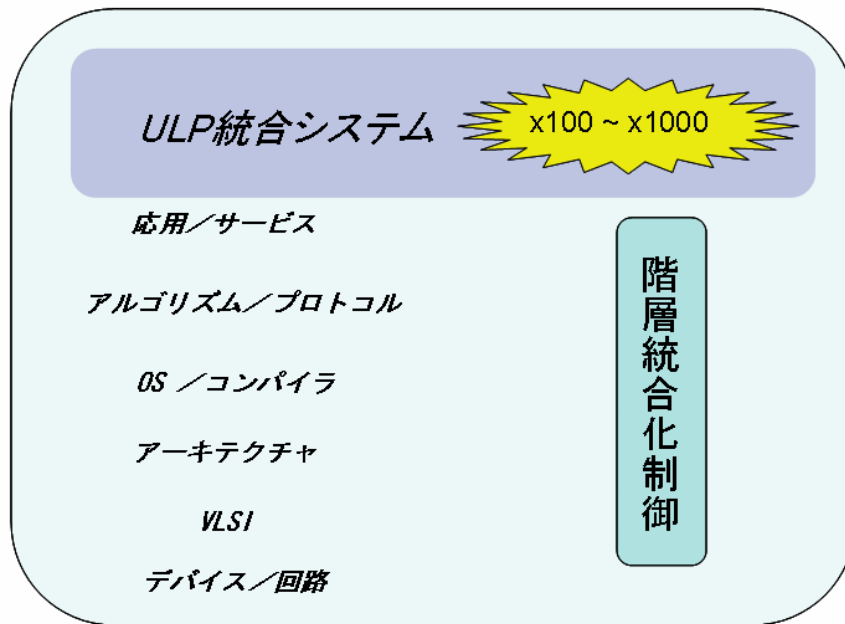 ULP統合システム
x100 ~ x1000
応用／サービス
アルゴリズム／プロトコル
OS ／コンパイラ
アーキテクチャ
VLSI
デバイス／回路
階層統合化制御